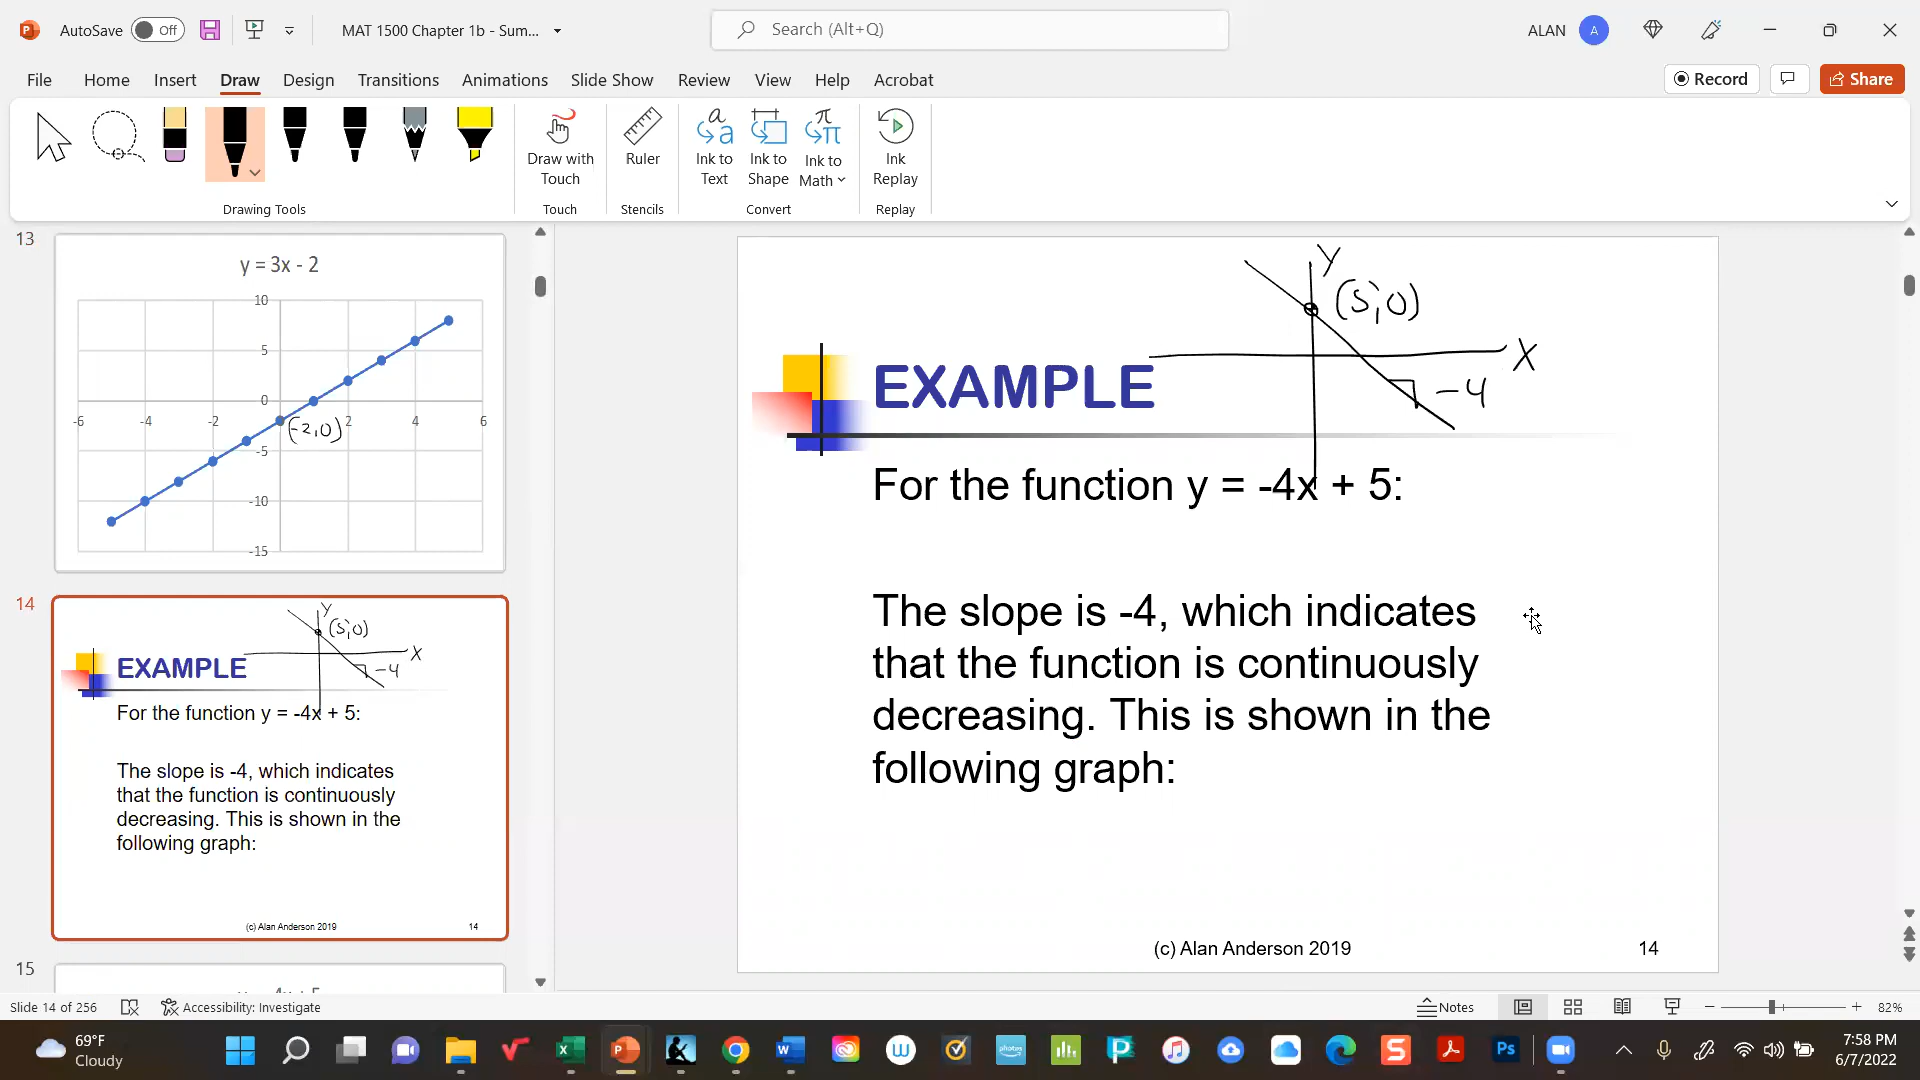 AutoSave Off MAT 1500 Chapter 1b - Sum... Search (Alt+Q) ALAN A
File Home Insert Draw Design Transitions Animations Slide Show Review View Help Acrobat Record Share
Draw with Touch
Ruler
Ink to Text
Ink to Shape
Ink to Math
Ink Replay
Drawing Tools Touch Stencils Convert Replay
13
y = 3x - 2
10
5
0
-6 -4 -2 2 4 6
(-2,0)
-5
-10
-15
14
y
(5,0)
x
-4
EXAMPLE
For the function y = -4x + 5:
The slope is -4, which indicates
that the function is continuously
decreasing. This is shown in the
following graph:
(c) Alan Anderson 2019 14
15
y
(5,0)
x
-4
EXAMPLE
For the function y = -4x + 5:
The slope is -4, which indicates
that the function is continuously
decreasing. This is shown in the
following graph:
(c) Alan Anderson 2019 14
Slide 14 of 256 Accessibility: Investigate Notes 82%
69°F
Cloudy
photos
7:58 PM
6/7/2022